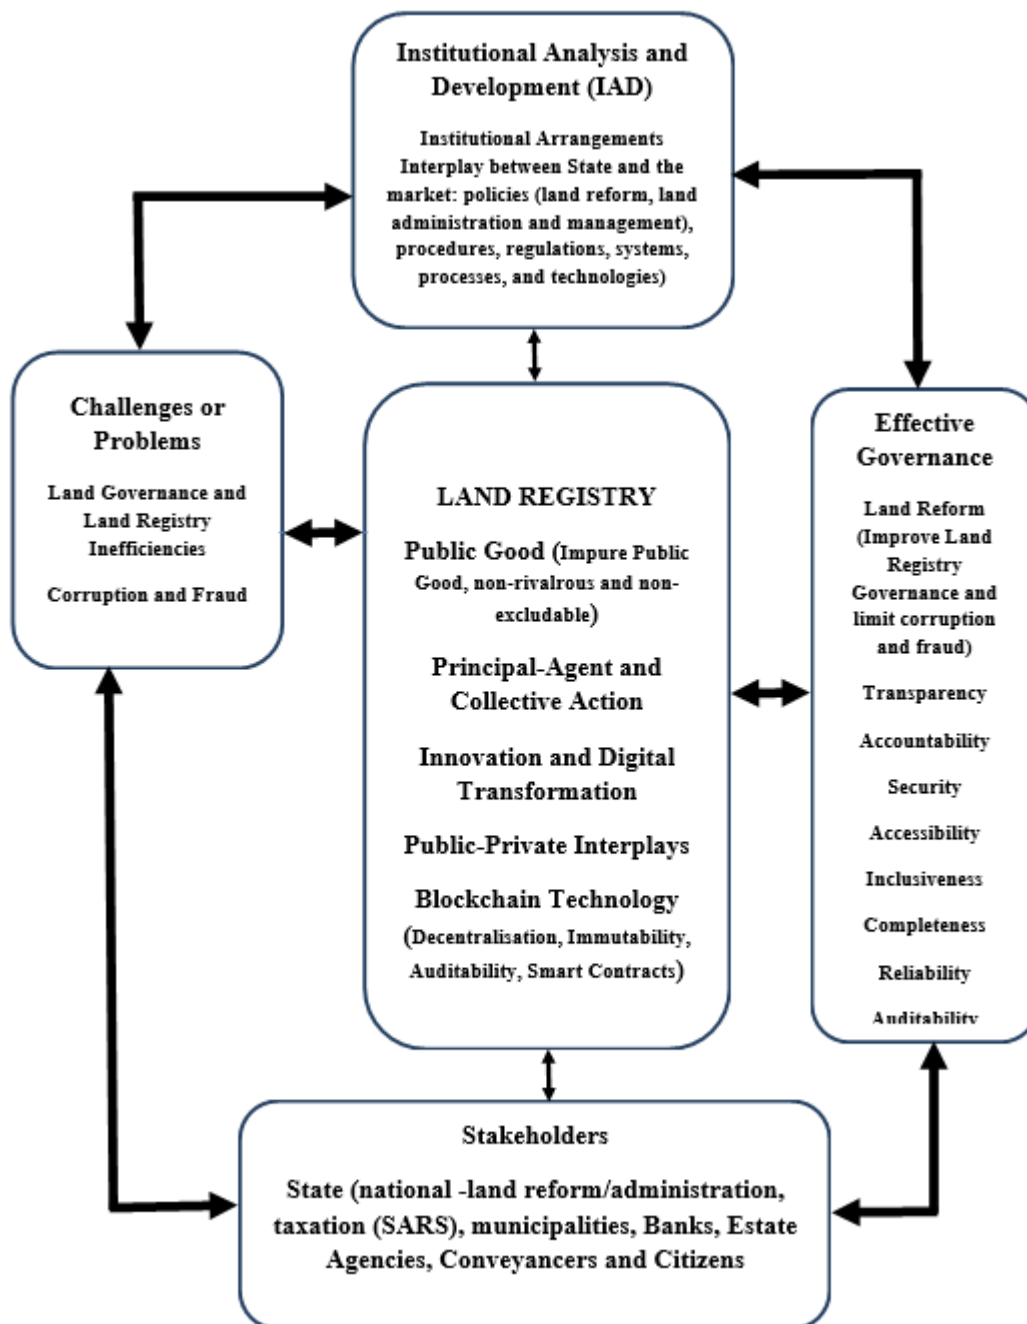 Institutional Analysis and
Development (IAD)
Institutional Arrangements
Interplay between State and the
market: policies (land reform, land
administration and management),
procedures, regulations, systems,
processes, and technologies)
Challenges or
Problems
Land Governance and
Land Registry
Inefficiencies
Corruption and Fraud
LAND REGISTRY
Public Good (Impure Public
Good, non-rivalrous and non-
excludable)
Principal-Agent and
Collective Action
Innovation and Digital
Transformation
Public-Private Interplays
Blockchain Technology
(Decentralisation, Immutability,
Auditability, Smart Contracts)
Effective
Governance
Land Reform
(Improve Land
Registry
Governance and
limit corruption
and fraud)
Transparency
Accountability
Security
Accessibility
Inclusiveness
Completeness
Reliability
Auditability
Stakeholders
State (national -land reform/administration,
taxation (SARS), municipalities, Banks, Estate
Agencies, Conveyancers and Citizens